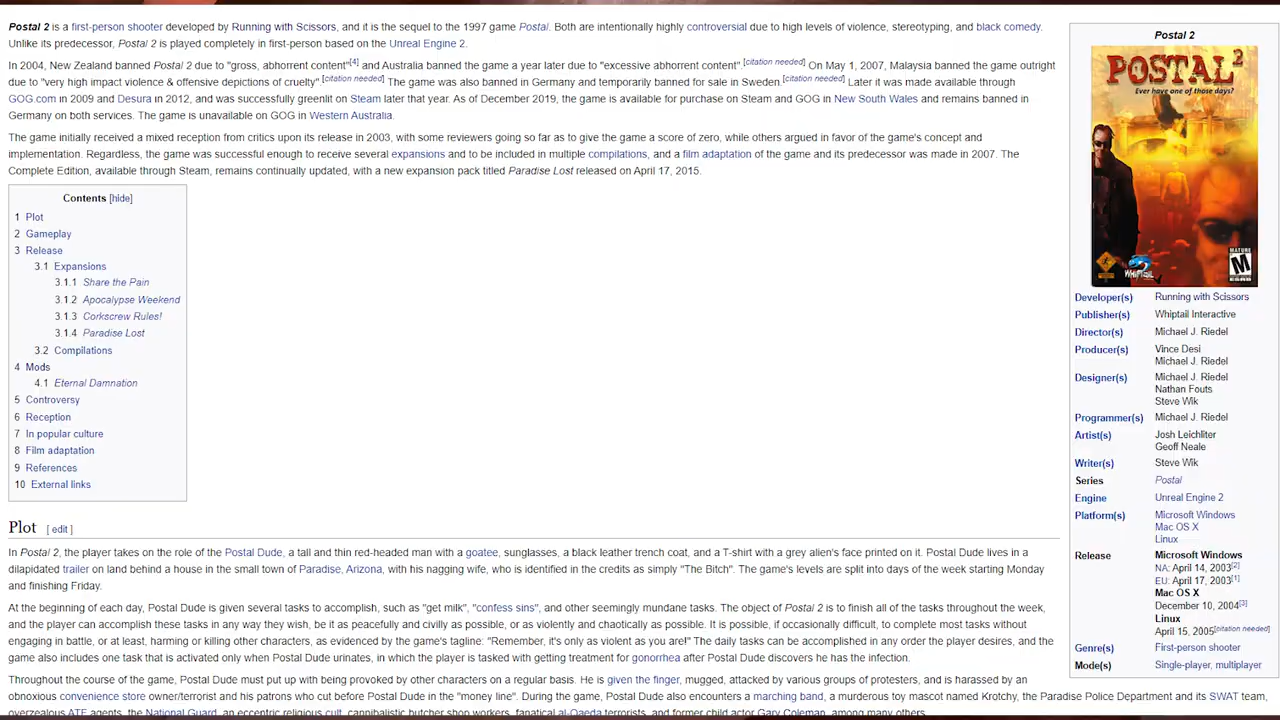 Postal 2 is a first-person shooter developed by Running with Scissors, and it is the sequel to the 1997 game Postal. Both are intentionally highly controversial due to high levels of violence, stereotyping, and black comedy.
Unlike its predecessor, Postal 2 is played completely in first-person based on the Unreal Engine 2.
In 2004, New Zealand banned Postal 2 due to "gross, abhorrent content"[4] and Australia banned the game a year later due to "excessive abhorrent content".[citation needed] On May 1, 2007, Malaysia banned the game outright
due to "very high impact violence & offensive depictions of cruelty".[citation needed] The game was also banned in Germany and temporarily banned for sale in Sweden.[citation needed] Later it was made available through
GOG.com in 2009 and Desura in 2012, and was successfully greenlit on Steam later that year. As of December 2019, the game is available for purchase on Steam and GOG in New South Wales and remains banned in
Germany on both services. The game is unavailable on GOG in Western Australia.
The game initially received a mixed reception from critics upon its release in 2003, with some reviewers going so far as to give the game a score of zero, while others argued in favor of the game's concept and
implementation. Regardless, the game was successful enough to receive several expansions and to be included in multiple compilations, and a film adaptation of the game and its predecessor was made in 2007. The
Complete Edition, available through Steam, remains continually updated, with a new expansion pack titled Paradise Lost released on April 17, 2015.
Contents [hide]
1 Plot
2 Gameplay
3 Release
3.1 Expansions
3.1.1 Share the Pain
3.1.2 Apocalypse Weekend
3.1.3 Corkscrew Rules!
3.1.4 Paradise Lost
3.2 Compilations
4 Mods
4.1 Eternal Damnation
5 Controversy
6 Reception
7 In popular culture
8 Film adaptation
9 References
10 External links
Plot [ edit ]
In Postal 2, the player takes on the role of the Postal Dude, a tall and thin red-headed man with a goatee, sunglasses, a black leather trench coat, and a T-shirt with a grey alien's face printed on it. Postal Dude lives in a
dilapidated trailer on land behind a house in the small town of Paradise, Arizona, with his nagging wife, who is identified in the credits as simply "The Bitch". The game's levels are split into days of the week starting Monday
and finishing Friday.
At the beginning of each day, Postal Dude is given several tasks to accomplish, such as "get milk", "confess sins", and other seemingly mundane tasks. The object of Postal 2 is to finish all of the tasks throughout the week,
and the player can accomplish these tasks in any way they wish, be it as peacefully and civilly as possible, or as violently and chaotically as possible. It is possible, if occasionally difficult, to complete most tasks without
engaging in battle, or at least, harming or killing other characters, as evidenced by the game's tagline: "Remember, it's only as violent as you are!" The daily tasks can be accomplished in any order the player desires, and the
game also includes one task that is activated only when Postal Dude urinates, in which the player is tasked with getting treatment for gonorrhea after Postal Dude discovers he has the infection.
Throughout the course of the game, Postal Dude must put up with being provoked by other characters on a regular basis. He is given the finger, mugged, attacked by various groups of protesters, and is harassed by an
obnoxious convenience store owner/terrorist and his patrons who cut before Postal Dude in the "money line". During the game, Postal Dude also encounters a marching band, a murderous toy mascot named Krotchy, the Paradise Police Department and its SWAT team,
overzealous ATF agents, the National Guard, an eccentric religious cult, cannibalistic butcher shop workers, fanatical al-Qaeda terrorists, and former child actor Gary Coleman, among many others.
Postal 2
POSTAL 2
Ever have one of those days?
WHIPTAIL
MATURE
M
Developer(s) Running with Scissors
Publisher(s) Whiptail Interactive
Director(s) Michael J. Riedel
Producer(s) Vince Desi
Michael J. Riedel
Designer(s) Michael J. Riedel
Nathan Fouts
Steve Wik
Programmer(s) Michael J. Riedel
Artist(s) Josh Leichliter
Geoff Neale
Writer(s) Steve Wik
Series Postal
Engine Unreal Engine 2
Platform(s) Microsoft Windows
Mac OS X
Linux
Release Microsoft Windows
NA: April 14, 2003[2]
EU: April 17, 2003[1]
Mac OS X
December 10, 2004[3]
Linux
April 15, 2005[citation needed]
Genre(s) First-person shooter
Mode(s) Single-player, multiplayer